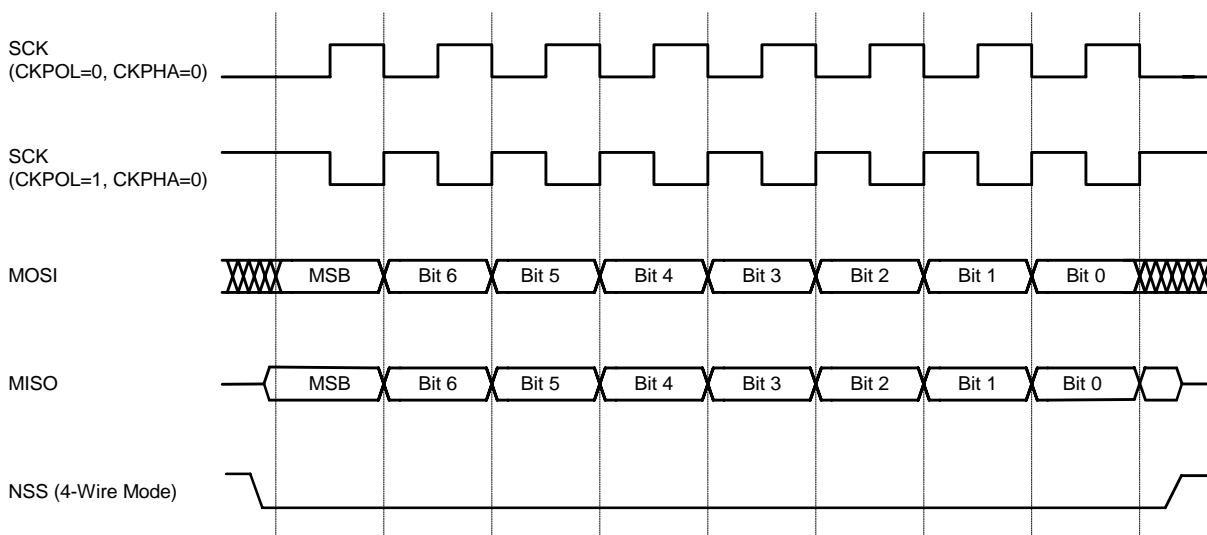 SCK
(CKPOL=0, CKPHA=0)
SCK
(CKPOL=1, CKPHA=0)
MOSI MSB Bit 6 Bit 5 Bit 4 Bit 3 Bit 2 Bit 1 Bit 0
MISO MSB Bit 6 Bit 5 Bit 4 Bit 3 Bit 2 Bit 1 Bit 0
NSS (4-Wire Mode)